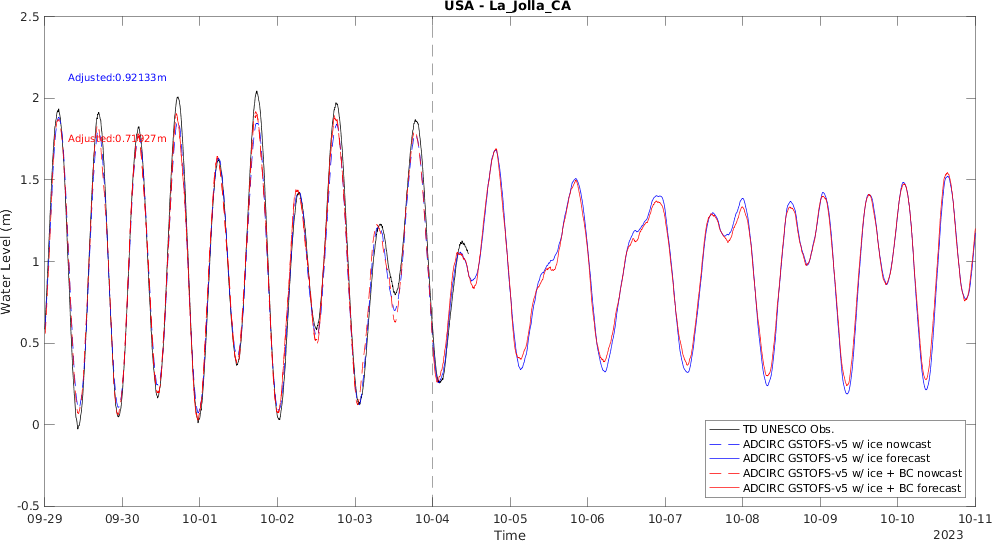 USA - La_Jolla_CA
2.5
2
1.5
1
0.5
0
-0.5
Water Level (m)
Adjusted:0.92133m
Adjusted:0.71927m
TD UNESCO Obs.
ADCIRC GSTOFS-v5 w/ ice nowcast
ADCIRC GSTOFS-v5 w/ ice forecast
ADCIRC GSTOFS-v5 w/ ice + BC nowcast
ADCIRC GSTOFS-v5 w/ ice + BC forecast
09-29 09-30 10-01 10-02 10-03 10-04 10-05 10-06 10-07 10-08 10-09 10-10 10-11
Time
2023